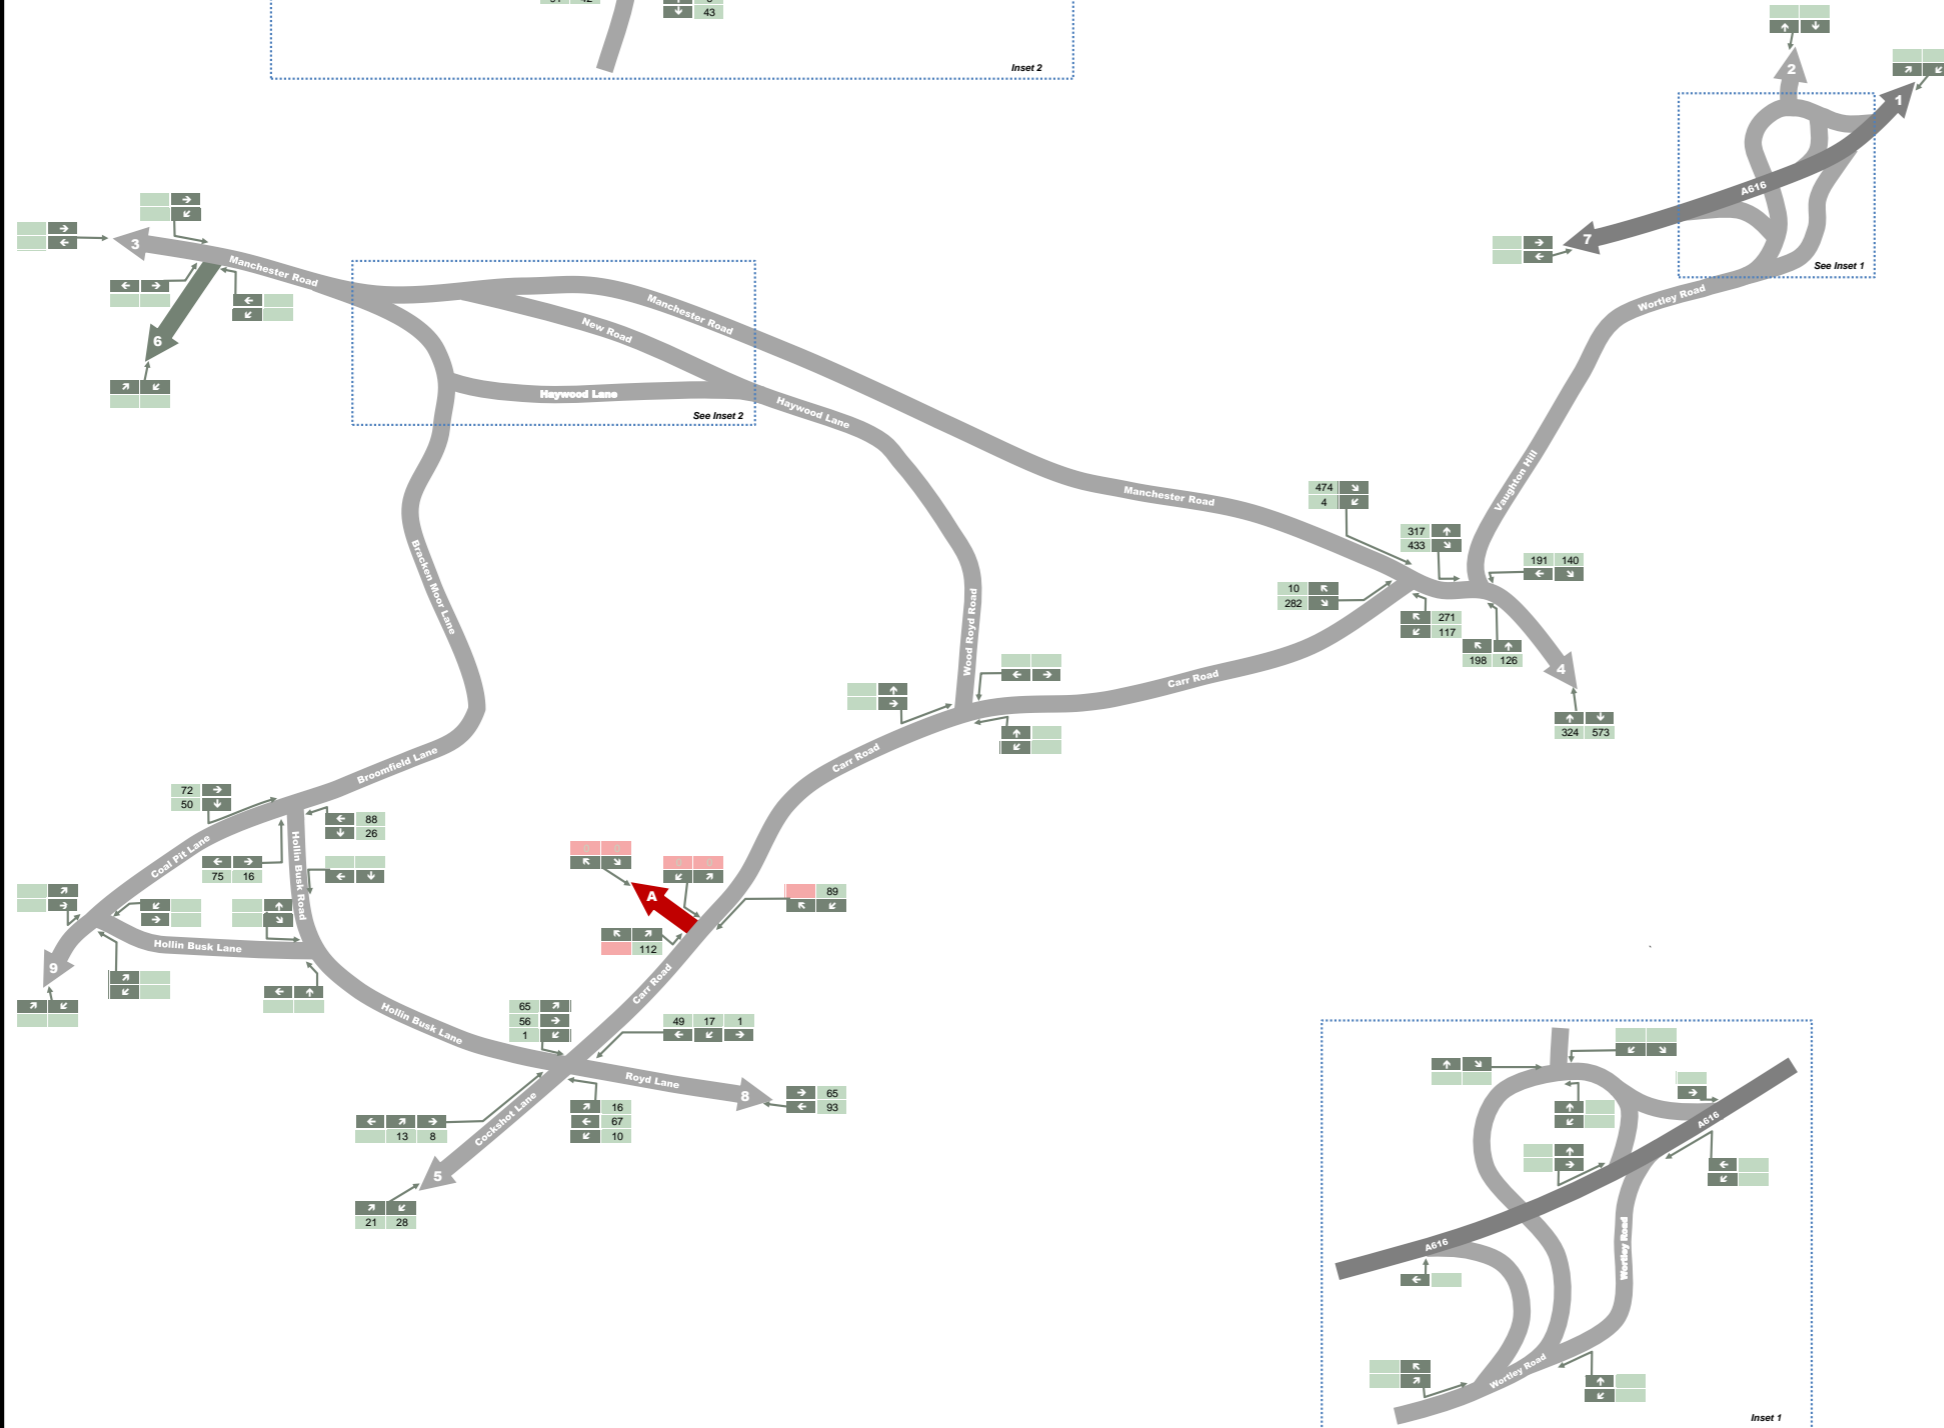 43
Inset 2
2
1
A616
7
See Inset 1
Wortley Road
3
Manchester Road
6
New Road
Manchester Road
Haywood Lane
See Inset 2
Haywood Lane
Manchester Road
Vaughton Hill
474
4
317
433
191 140
10
282
271
117
198 126
4
324 573
Bracken Moor Lane
Wood Royd Road
Carr Road
Carr Road
Broomfield Lane
72
50
88
26
Coal Pit Lane
75 16
Hollin Busk Road
0 0
0 0
A
89
112
Hollin Busk Lane
9
Carr Road
Hollin Busk Lane
65
56
1
49 17 1
Royd Lane
8
65
93
16
67
10
13 8
Cockshot Lane
5
21 28
A616
A616
Wortley Road
Wortley Road
Inset 1